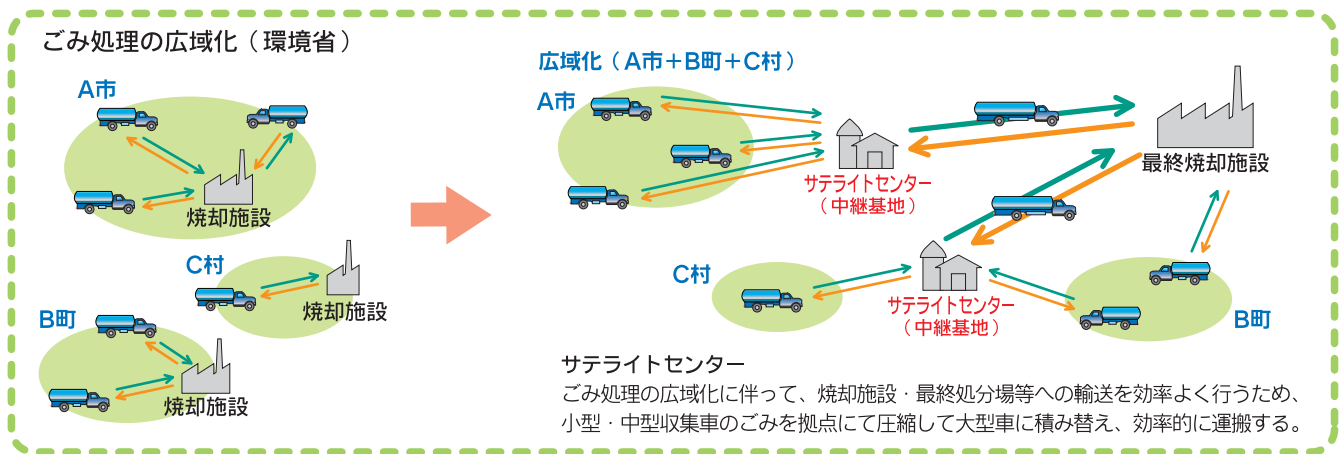 ごみ処理の広域化（環境省）
A市
焼却施設
C村
焼却施設
B町
焼却施設
広域化（A市＋B町＋C村）
A市
サテライトセンター
（中継基地）
最終焼却施設
C村
サテライトセンター
（中継基地）
B町
サテライトセンター
ごみ処理の広域化に伴って、焼却施設・最終処分場等への輸送を効率よく行うため、
小型・中型収集車のごみを拠点にて圧縮して大型車に積み替え、効率的に運搬する。